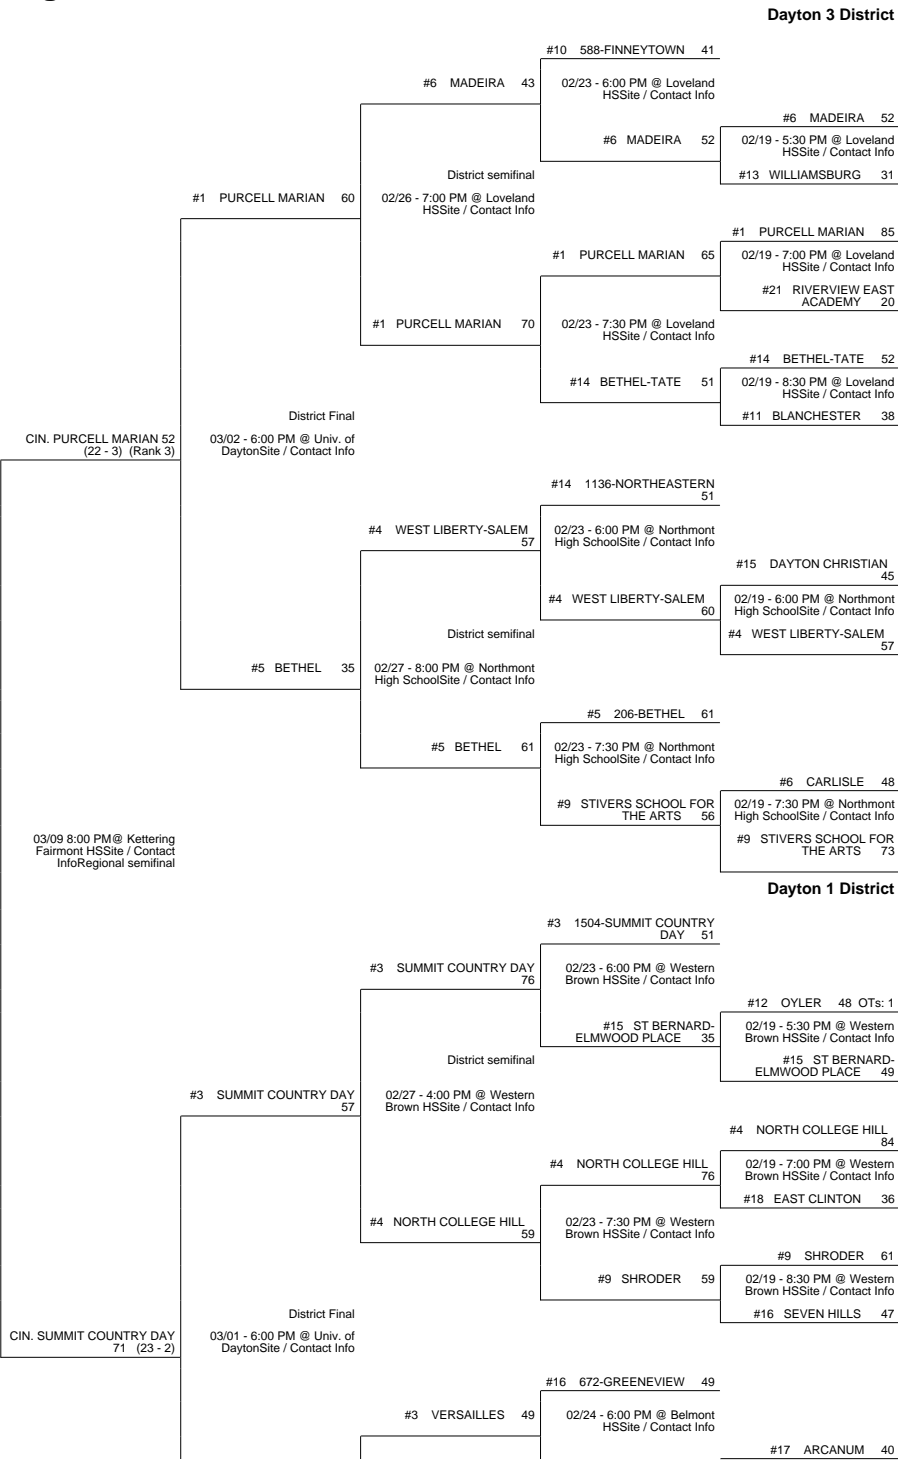 Dayton 3 District
#10 588-FINNEYTOWN 41
#6 MADEIRA 43
02/23 - 6:00 PM @ Loveland
HSSite / Contact Info
#6 MADEIRA 52
#6 MADEIRA 52
02/19 - 5:30 PM @ Loveland
HSSite / Contact Info
#13 WILLIAMSBURG 31
District semifinal
#1 PURCELL MARIAN 60
02/26 - 7:00 PM @ Loveland
HSSite / Contact Info
#1 PURCELL MARIAN 85
#1 PURCELL MARIAN 65
02/19 - 7:00 PM @ Loveland
HSSite / Contact Info
#21 RIVERVIEW EAST
ACADEMY 20
#1 PURCELL MARIAN 70
02/23 - 7:30 PM @ Loveland
HSSite / Contact Info
#14 BETHEL-TATE 52
#14 BETHEL-TATE 51
02/19 - 8:30 PM @ Loveland
HSSite / Contact Info
#11 BLANCHESTER 38
District Final
CIN. PURCELL MARIAN 52
(22 - 3) (Rank 3)
03/02 - 6:00 PM @ Univ. of
DaytonSite / Contact Info
#14 1136-NORTHEASTERN
51
#4 WEST LIBERTY-SALEM
57
02/23 - 6:00 PM @ Northmont
High SchoolSite / Contact Info
#15 DAYTON CHRISTIAN
45
#4 WEST LIBERTY-SALEM
60
02/19 - 6:00 PM @ Northmont
High SchoolSite / Contact Info
#4 WEST LIBERTY-SALEM
57
District semifinal
#5 BETHEL 35
02/27 - 8:00 PM @ Northmont
High SchoolSite / Contact Info
#5 206-BETHEL 61
#5 BETHEL 61
02/23 - 7:30 PM @ Northmont
High SchoolSite / Contact Info
#6 CARLISLE 48
#9 STIVERS SCHOOL FOR
THE ARTS 56
02/19 - 7:30 PM @ Northmont
High SchoolSite / Contact Info
#9 STIVERS SCHOOL FOR
THE ARTS 73
03/09 8:00 PM@ Kettering
Fairmont HSSite / Contact
InfoRegional semifinal
Dayton 1 District
#3 1504-SUMMIT COUNTRY
DAY 51
#3 SUMMIT COUNTRY DAY
76
02/23 - 6:00 PM @ Western
Brown HSSite / Contact Info
#12 OYLER 48 OTs: 1
#15 ST BERNARD-
ELMWOOD PLACE 35
02/19 - 5:30 PM @ Western
Brown HSSite / Contact Info
#15 ST BERNARD-
ELMWOOD PLACE 49
District semifinal
#3 SUMMIT COUNTRY DAY
57
02/27 - 4:00 PM @ Western
Brown HSSite / Contact Info
#4 NORTH COLLEGE HILL
84
#4 NORTH COLLEGE HILL
76
02/19 - 7:00 PM @ Western
Brown HSSite / Contact Info
#18 EAST CLINTON 36
#4 NORTH COLLEGE HILL
59
02/23 - 7:30 PM @ Western
Brown HSSite / Contact Info
#9 SHRODER 61
#9 SHRODER 59
02/19 - 8:30 PM @ Western
Brown HSSite / Contact Info
#16 SEVEN HILLS 47
District Final
CIN. SUMMIT COUNTRY DAY
71 (23 - 2)
03/01 - 6:00 PM @ Univ. of
DaytonSite / Contact Info
#16 672-GREENEVIEW 49
#3 VERSAILLES 49
02/24 - 6:00 PM @ Belmont
HSSite / Contact Info
#17 ARCANUM 40